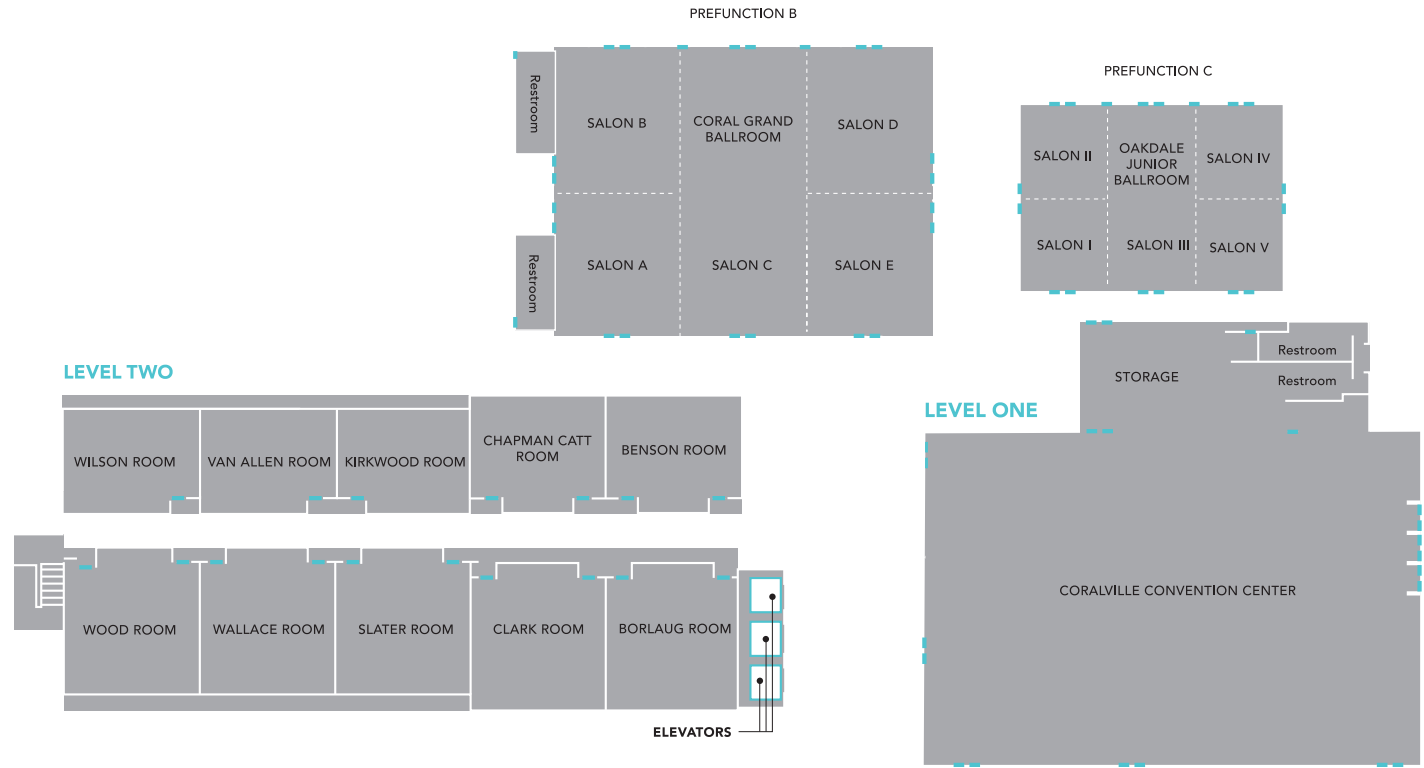 PREFUNCTION B
PREFUNCTION C
Restroom
SALON B
CORAL GRAND
BALLROOM
SALON D
SALON II
OAKDALE
JUNIOR
BALLROOM
SALON IV
Restroom
SALON A
SALON C
SALON E
SALON I
SALON III
SALON V
LEVEL TWO
STORAGE
Restroom
Restroom
LEVEL ONE
WILSON ROOM
VAN ALLEN ROOM
KIRKWOOD ROOM
CHAPMAN CATT
ROOM
BENSON ROOM
CORALVILLE CONVENTION CENTER
WOOD ROOM
WALLACE ROOM
SLATER ROOM
CLARK ROOM
BORLAUG ROOM
ELEVATORS